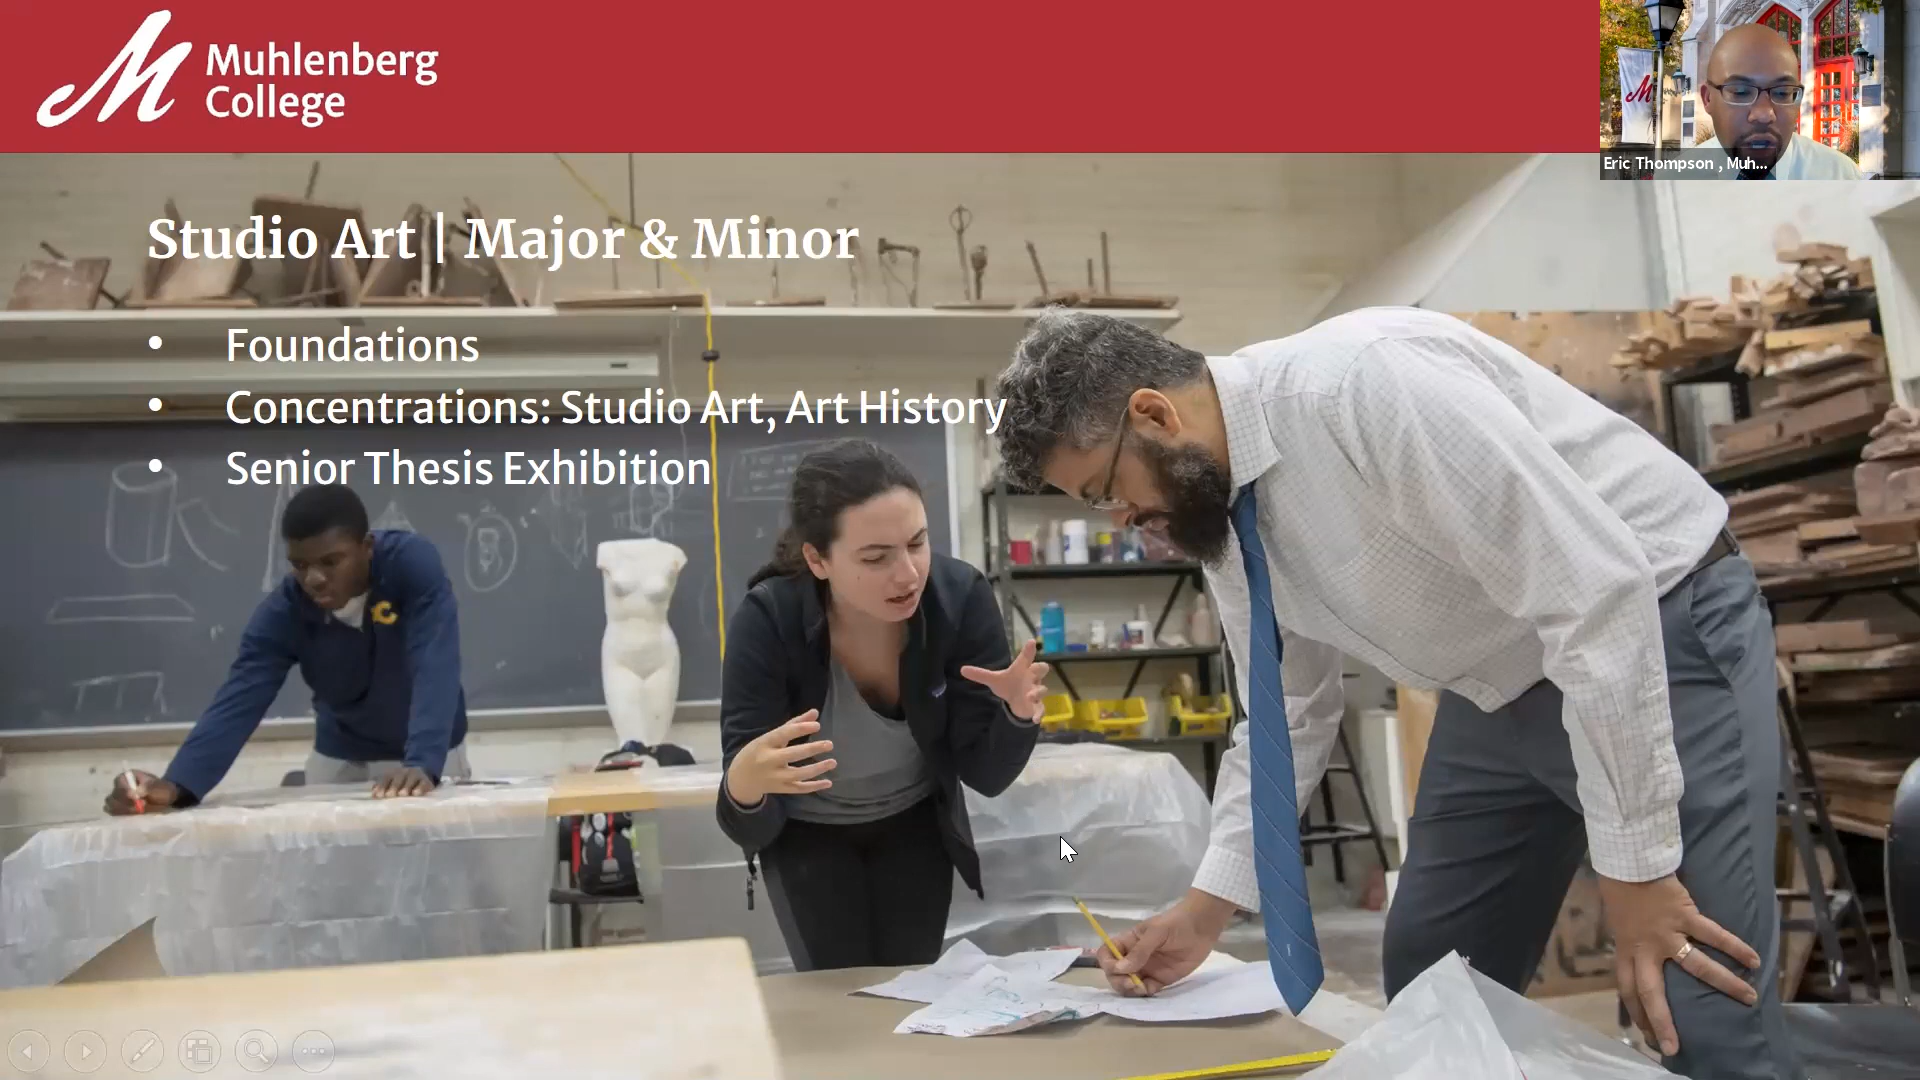 Muhlenberg
College
Eric Thompson , Muh...
Studio Art | Major & Minor
• Foundations
• Concentrations: Studio Art, Art History
• Senior Thesis Exhibition